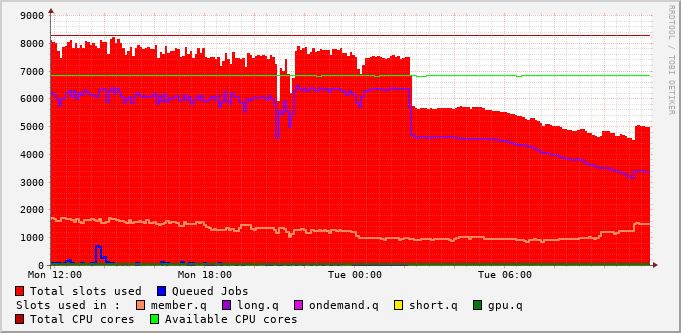 RRDTOOL / TOBI OETIKER
9000
8000
7000
6000
5000
4000
3000
2000
1000
0
Mon 12:00 Mon 18:00 Tue 00:00 Tue 06:00
Total slots used Queued Jobs
Slots used in : member.q long.q ondemand.q short.q gpu.q
Total CPU cores Available CPU cores